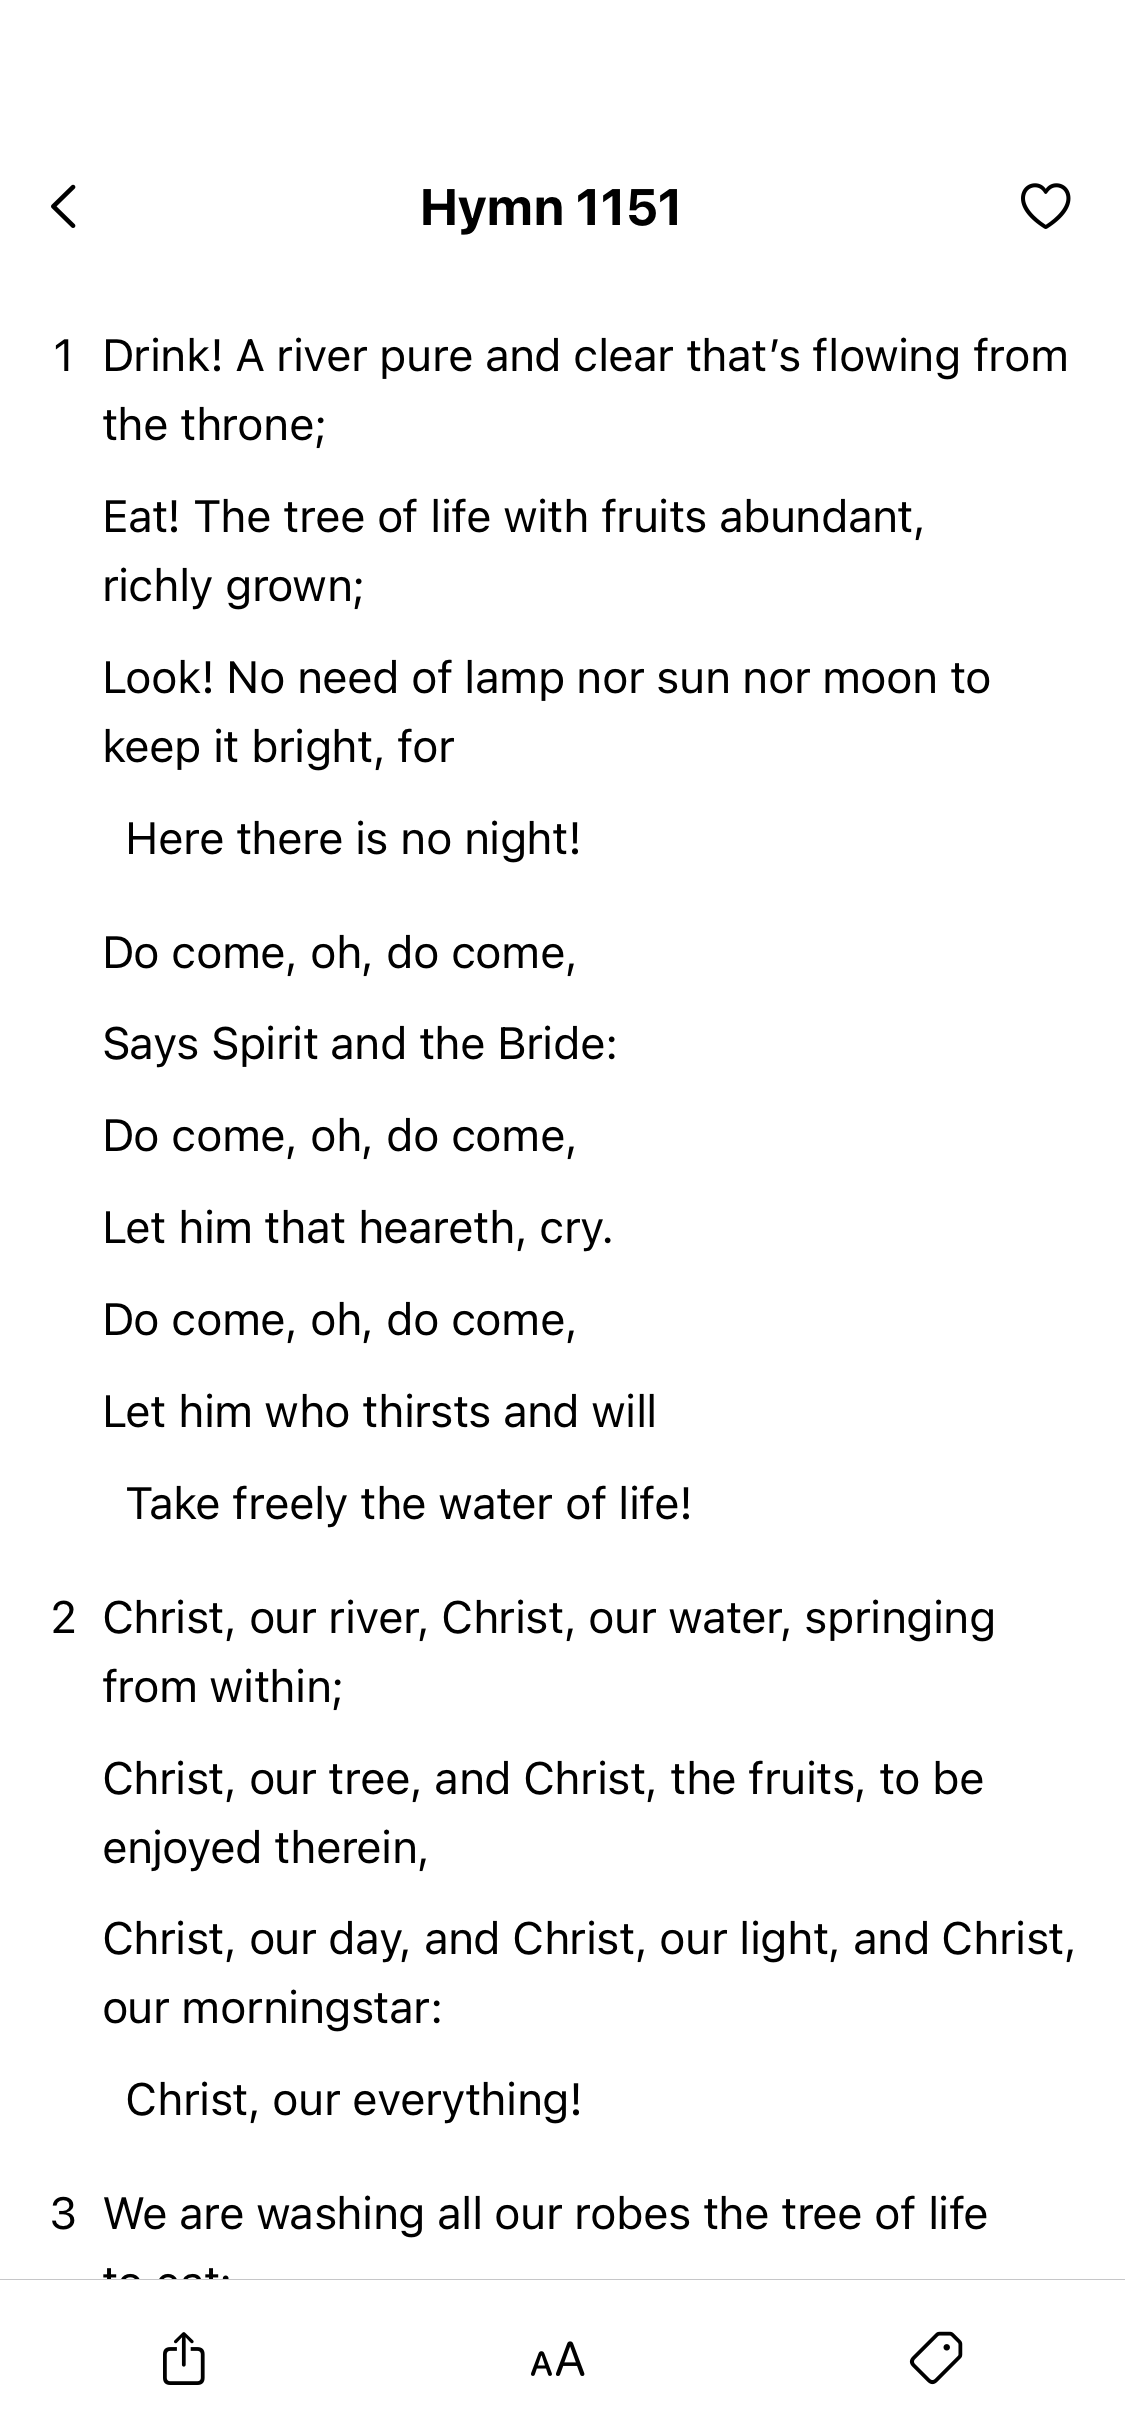 Hymn 1151
1 Drink! A river pure and clear that’s flowing from
the throne;
Eat! The tree of life with fruits abundant,
richly grown;
Look! No need of lamp nor sun nor moon to
keep it bright, for
Here there is no night!
Do come, oh, do come,
Says Spirit and the Bride:
Do come, oh, do come,
Let him that heareth, cry.
Do come, oh, do come,
Let him who thirsts and will
Take freely the water of life!
2 Christ, our river, Christ, our water, springing
from within;
Christ, our tree, and Christ, the fruits, to be
enjoyed therein,
Christ, our day, and Christ, our light, and Christ,
our morningstar:
Christ, our everything!
3 We are washing all our robes the tree of life
to eat;
AA